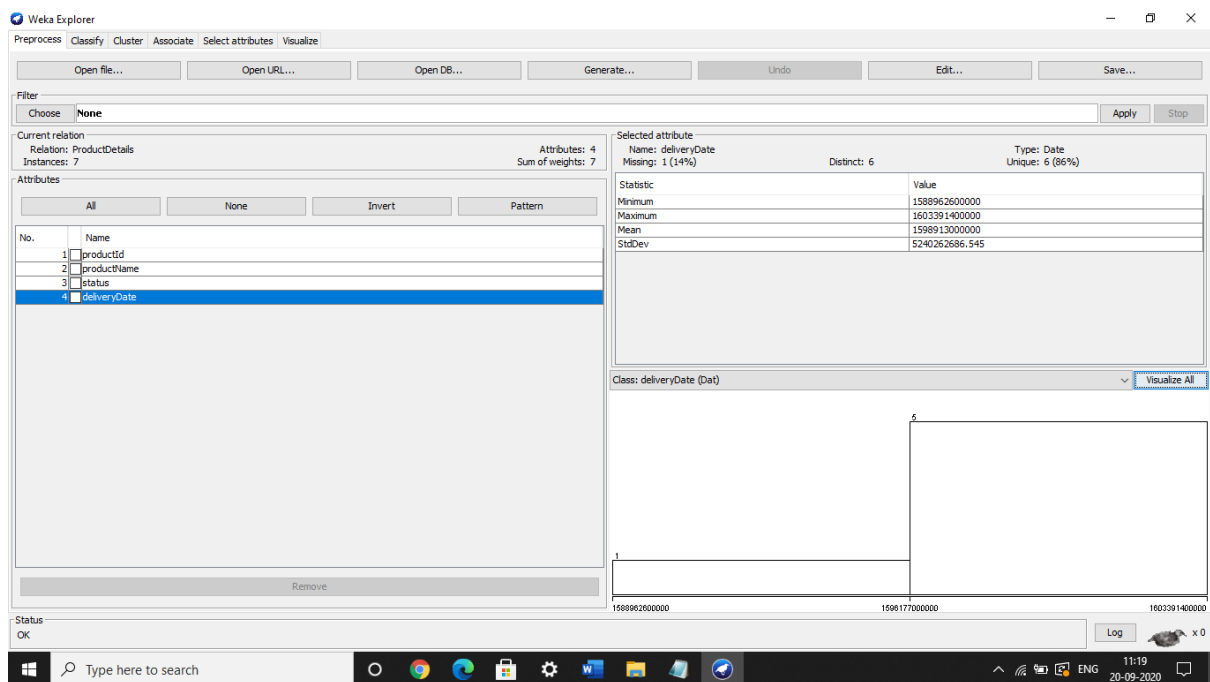 Weka Explorer
Preprocess Classify Cluster Associate Select attributes Visualize
Open file... Open URL... Open DB... Generate... Undo Edit... Save...
Filter
Choose None Apply Stop
Current relation
Relation: ProductDetails Attributes: 4
Instances: 7 Sum of weights: 7
Attributes
All None Invert Pattern
No. Name
1 productId
2 productName
3 status
4 deliveryDate
Remove
Selected attribute
Name: deliveryDate Type: Date
Missing: 1 (14%) Distinct: 6 Unique: 6 (86%)
Statistic Value
Minimum 1588962600000
Maximum 1603391400000
Mean 1598913000000
StdDev 5240262686.545
Class: deliveryDate (Dat) Visualize All
5
1
1588962600000 1596177000000 1603391400000
Status
OK Log x 0
Type here to search ENG 11:19
20-09-2020